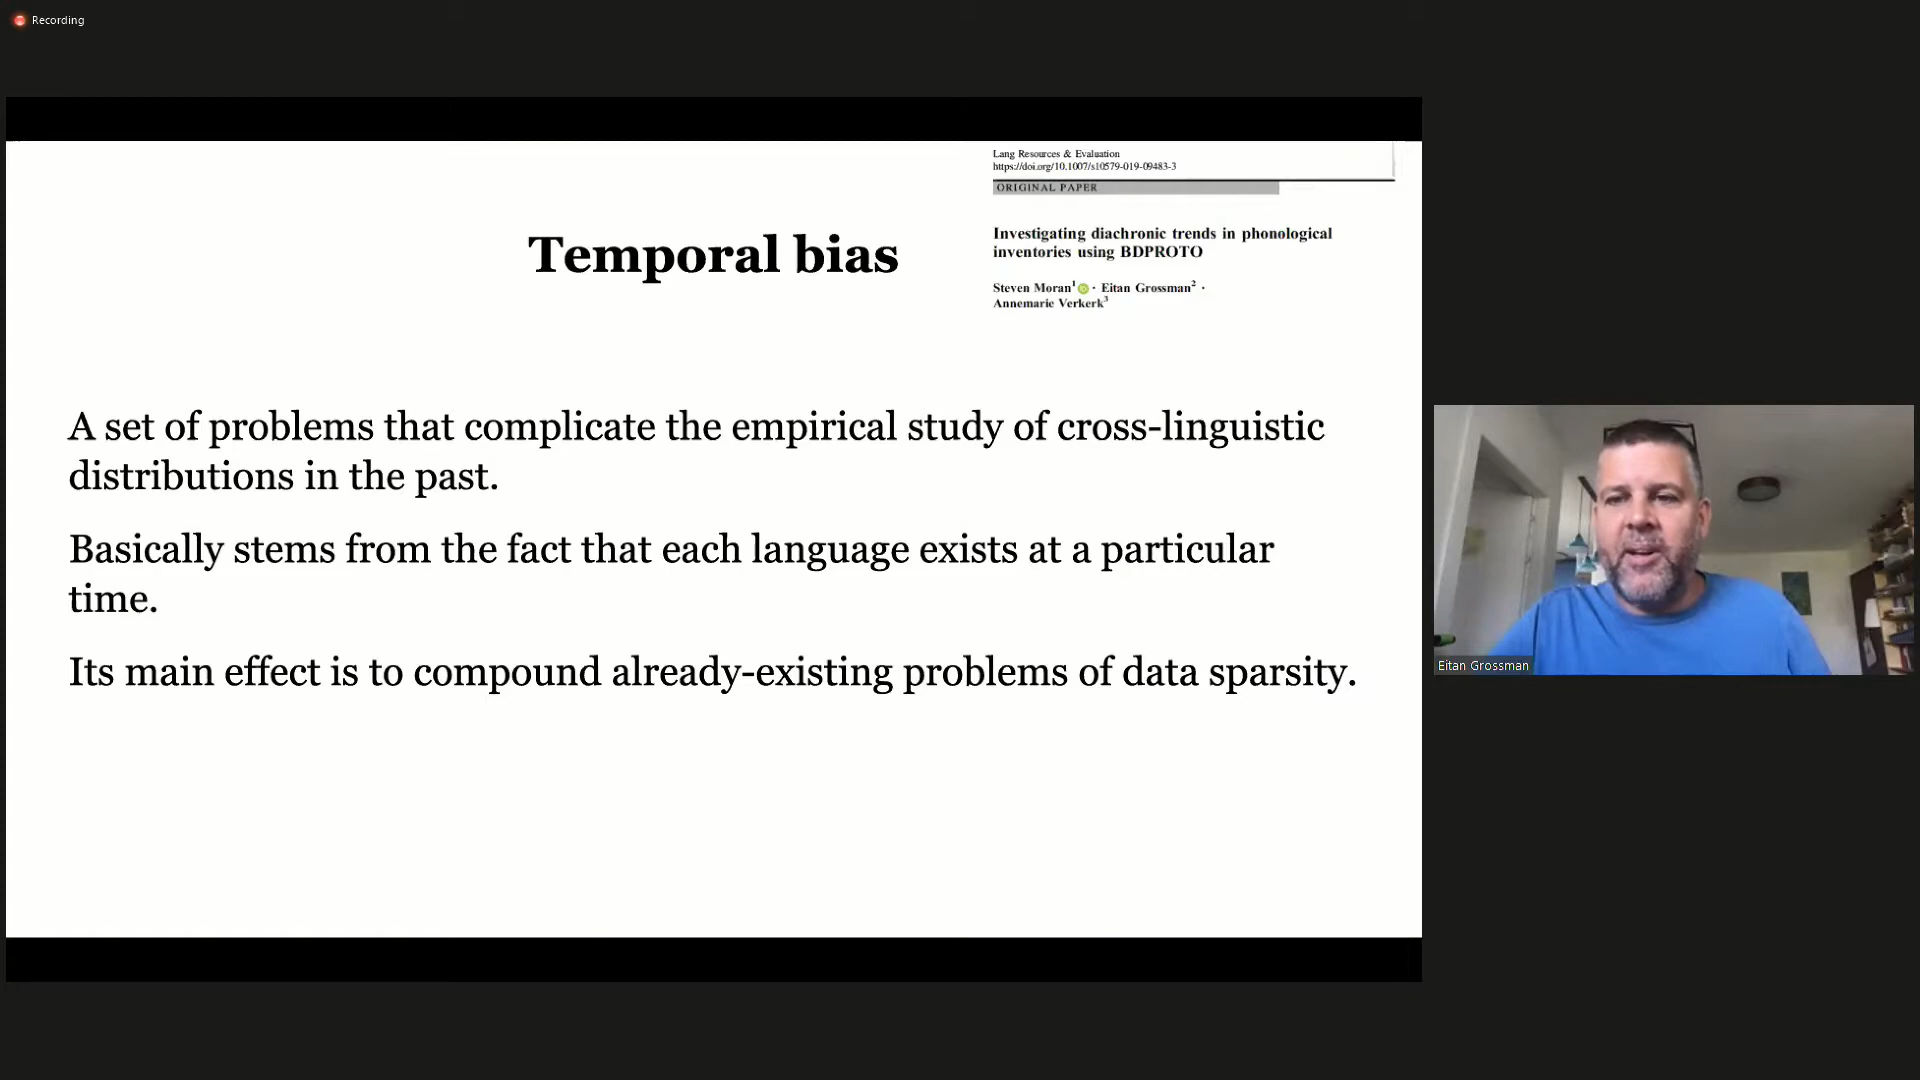 Recording
Lang Resources & Evaluation
https://doi.org/10.1007/s10579-019-09483-3
ORIGINAL PAPER
Investigating diachronic trends in phonological
inventories using BDPROTO
Steven Moran1 · Eitan Grossman2 ·
Annemarie Verkerk3
Temporal bias
A set of problems that complicate the empirical study of cross-linguistic
distributions in the past.
Basically stems from the fact that each language exists at a particular
time.
Its main effect is to compound already-existing problems of data sparsity.
Eitan Grossman